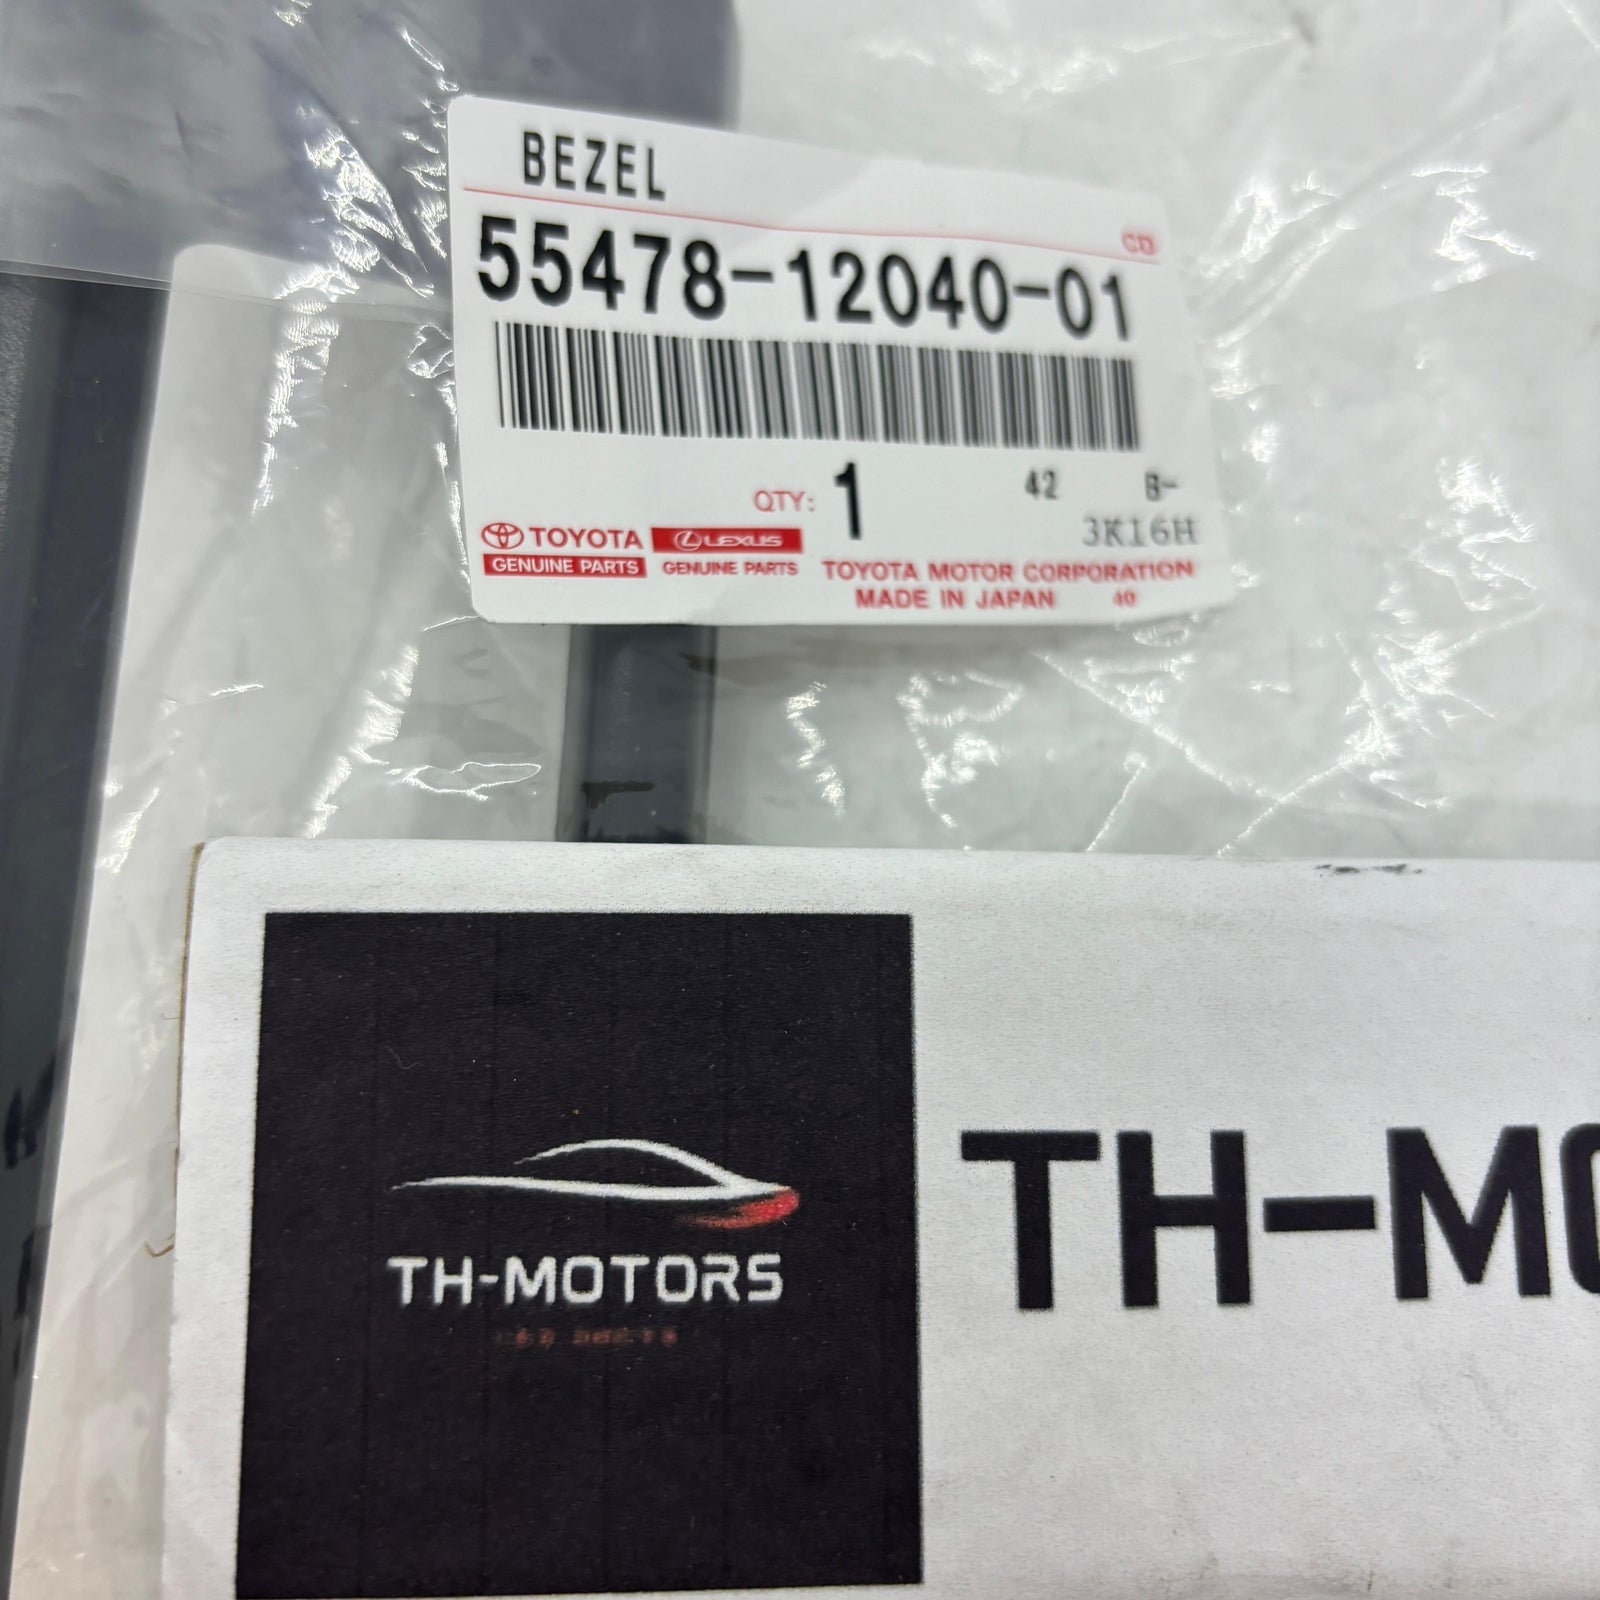 BEZEL
CD
55478-12040-01
QTY: 1 42 B-
3K16H
TOYOTA LEXUS
GENUINE PARTS GENUINE PARTS
TOYOTA MOTOR CORPORATION
MADE IN JAPAN 40
TH-MO
TH-MOTORS